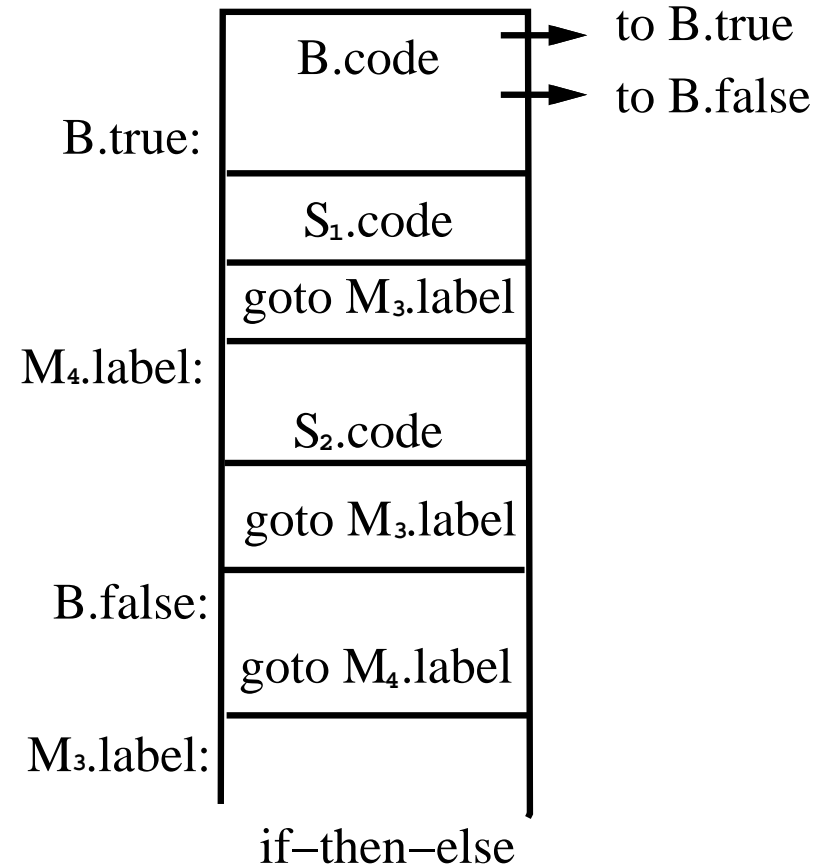 to B.true
B.code
to B.false
B.true:
S₁.code
goto M₃.label
M₄.label:
S₂.code
goto M₃.label
B.false:
goto M₄.label
M₃.label:
if−then−else